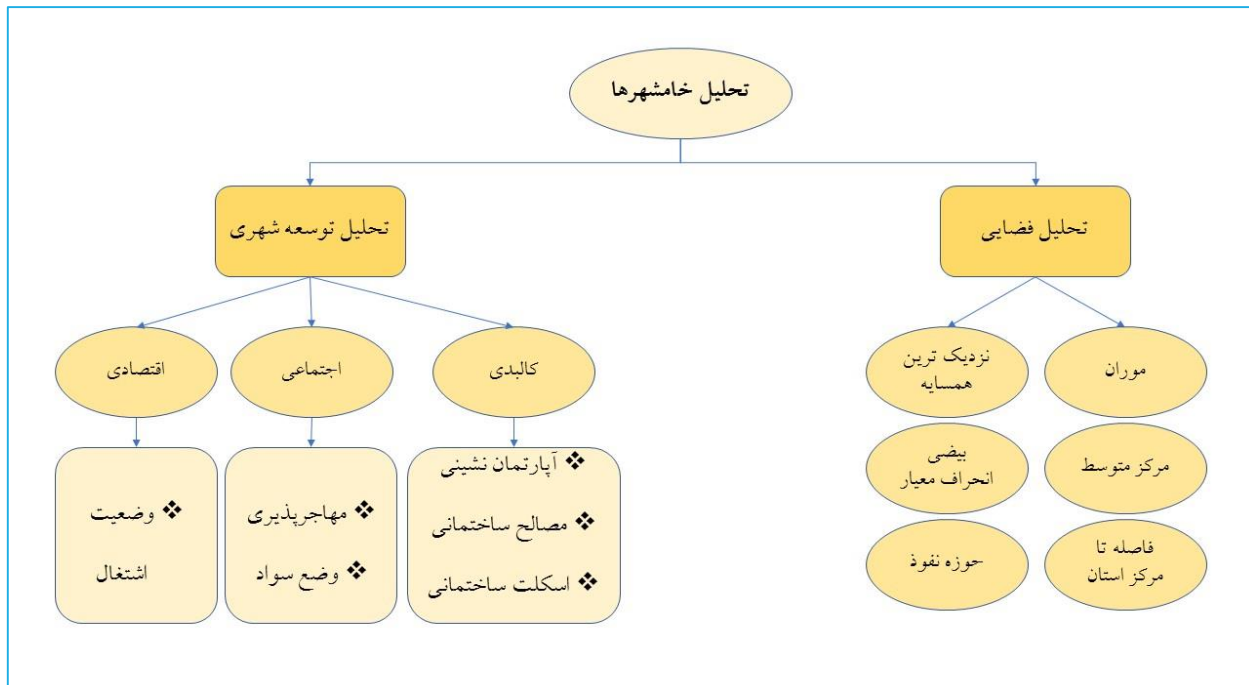 تحلیل خامشهرها
تحلیل فضایی
تحلیل توسعه شهری
موران
نزدیک ترین
همسایه
مرکز متوسط
بیضی
انحراف معیار
فاصله تا
مرکز استان
حوزه نفوذ
کالبدی
اجتماعی
اقتصادی
❖ آپارتمان نشینی
❖ مصالح ساختمانی
❖ اسکلت ساختمانی
❖ مهاجرپذیری
❖ وضع سواد
❖ وضعیت
اشتغال